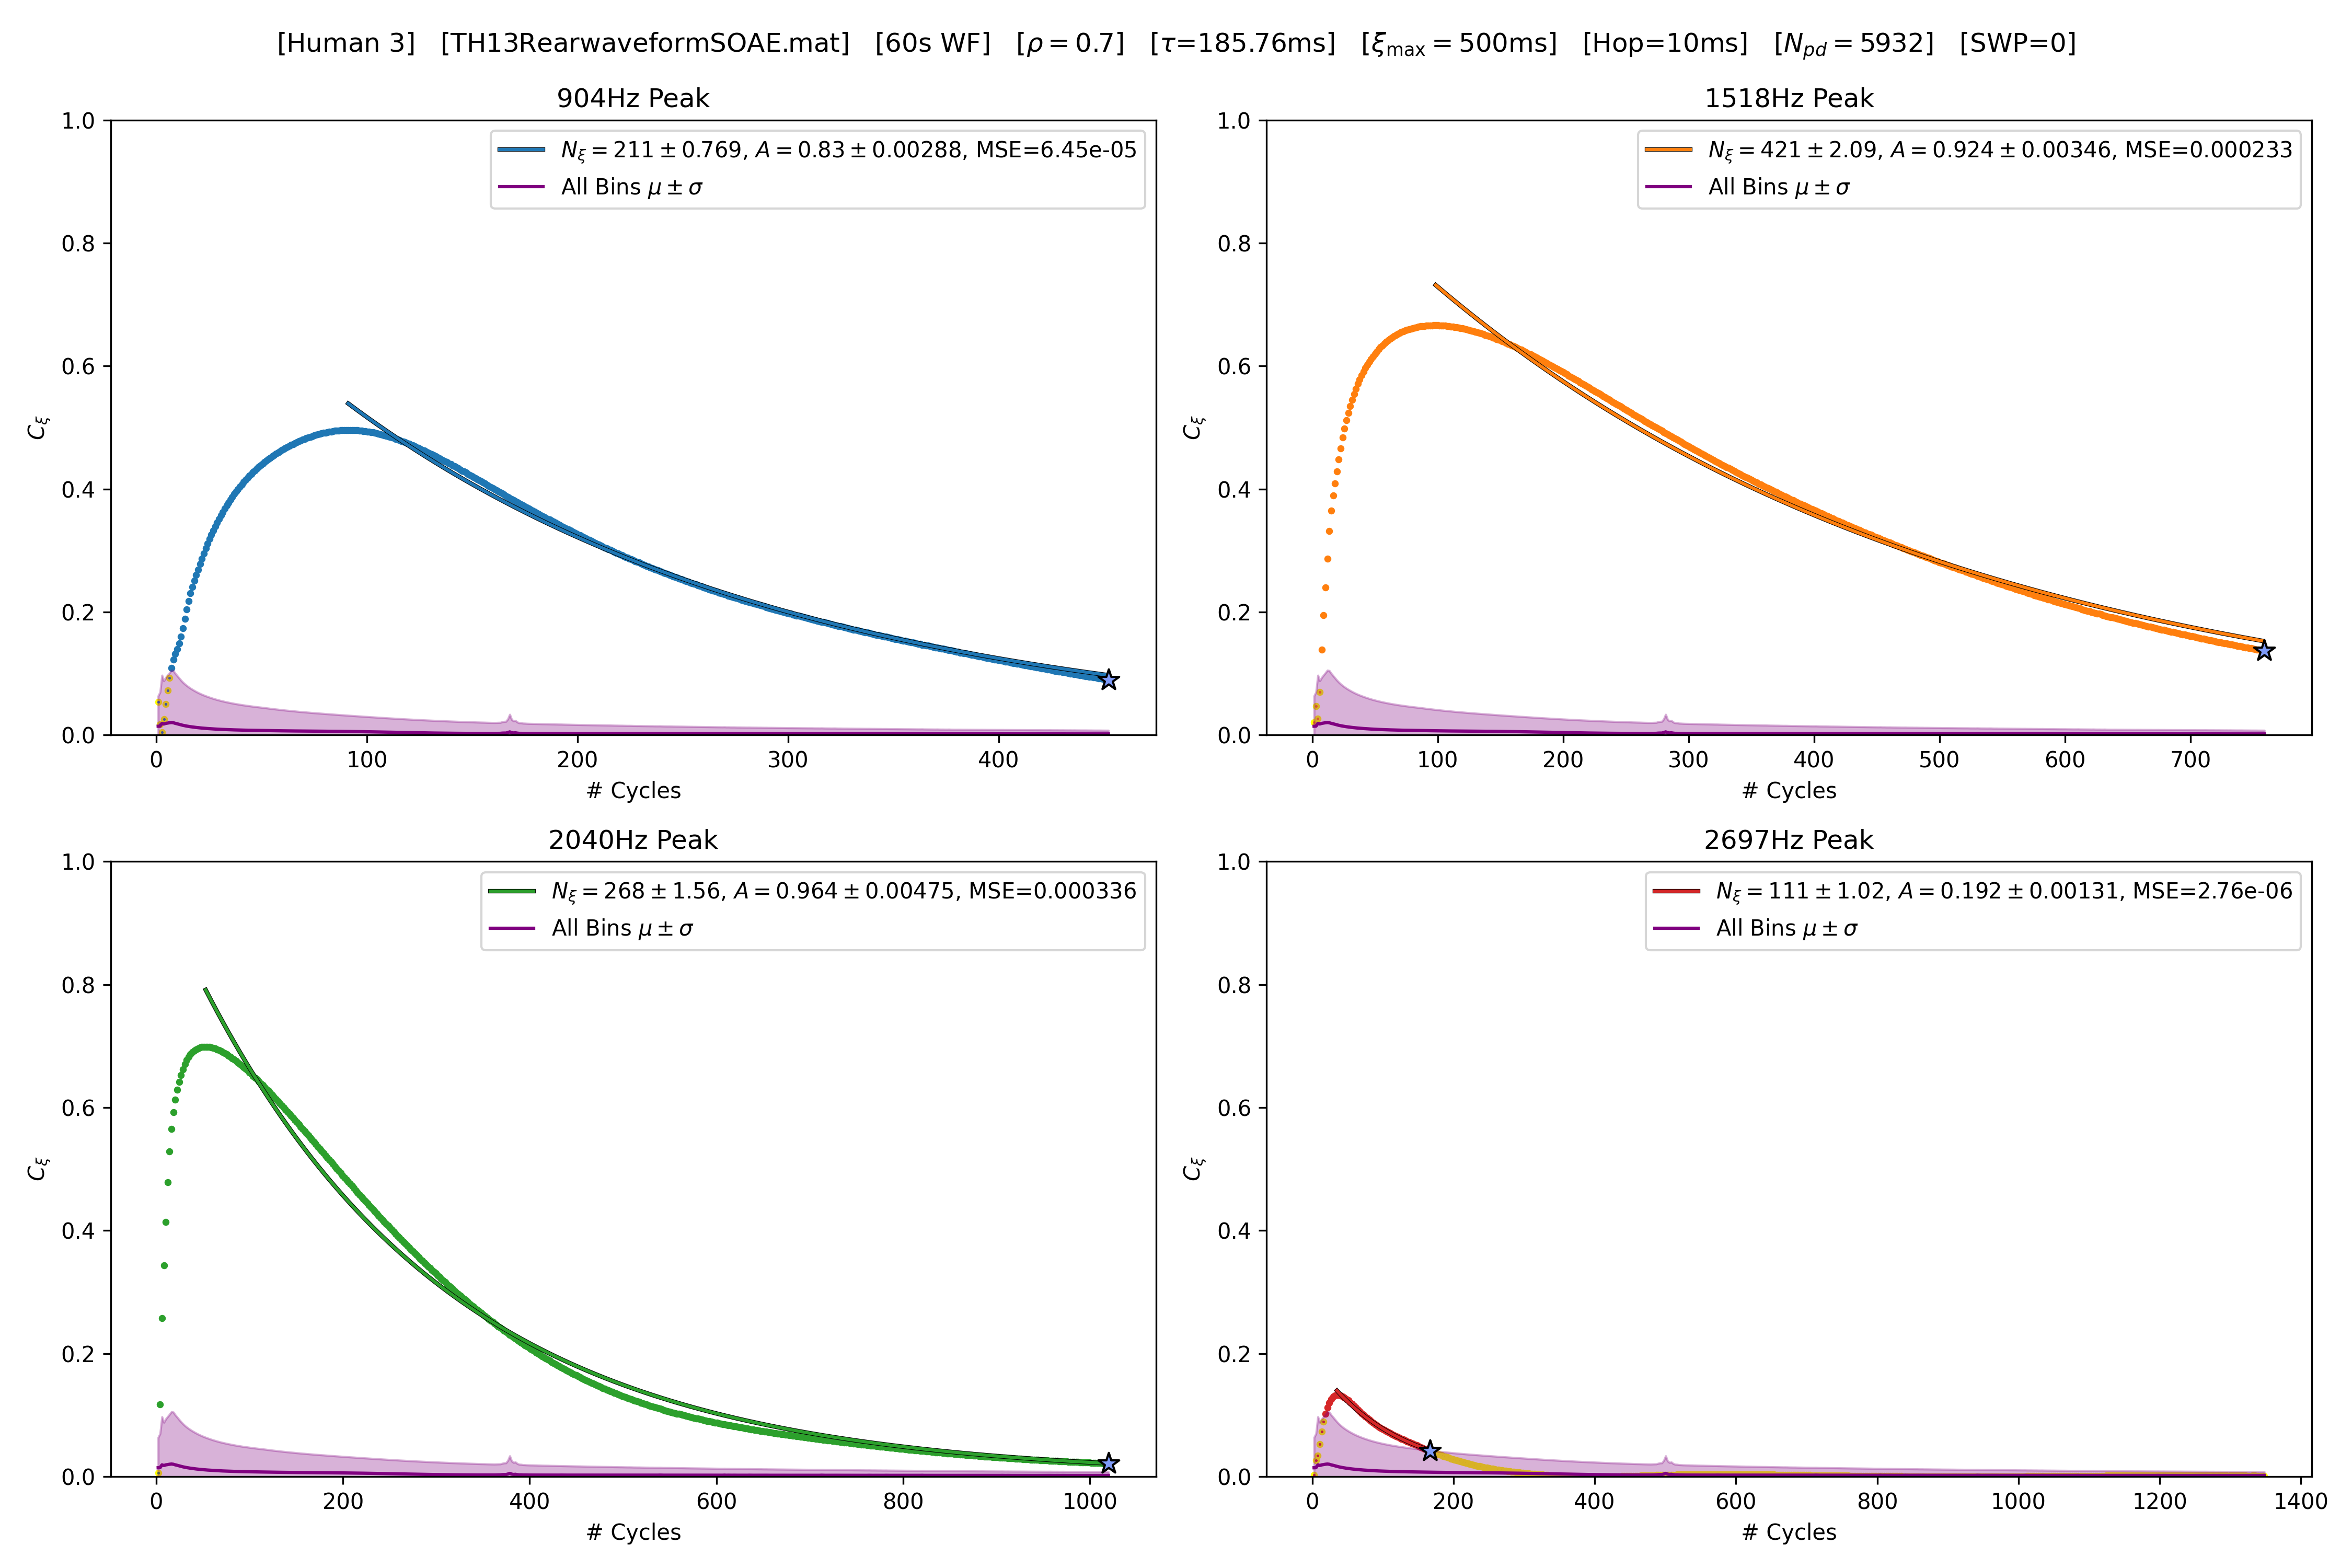 [Human 3] [TH13RearwaveformSOAE.mat] [60s WF] [ρ = 0.7] [τ=185.76ms] [ξmax = 500ms] [Hop=10ms] [Npd = 5932] [SWP=0]
904Hz Peak
Nξ = 211 ± 0.769, A = 0.83 ± 0.00288, MSE=6.45e-05
All Bins μ ± σ
1.0
0.8
0.6
0.4
0.2
0.0
Cξ
0 100 200 300 400
# Cycles
1518Hz Peak
Nξ = 421 ± 2.09, A = 0.924 ± 0.00346, MSE=0.000233
All Bins μ ± σ
1.0
0.8
0.6
0.4
0.2
0.0
Cξ
0 100 200 300 400 500 600 700
# Cycles
2040Hz Peak
Nξ = 268 ± 1.56, A = 0.964 ± 0.00475, MSE=0.000336
All Bins μ ± σ
1.0
0.8
0.6
0.4
0.2
0.0
Cξ
0 200 400 600 800 1000
# Cycles
2697Hz Peak
Nξ = 111 ± 1.02, A = 0.192 ± 0.00131, MSE=2.76e-06
All Bins μ ± σ
1.0
0.8
0.6
0.4
0.2
0.0
Cξ
0 200 400 600 800 1000 1200 1400
# Cycles